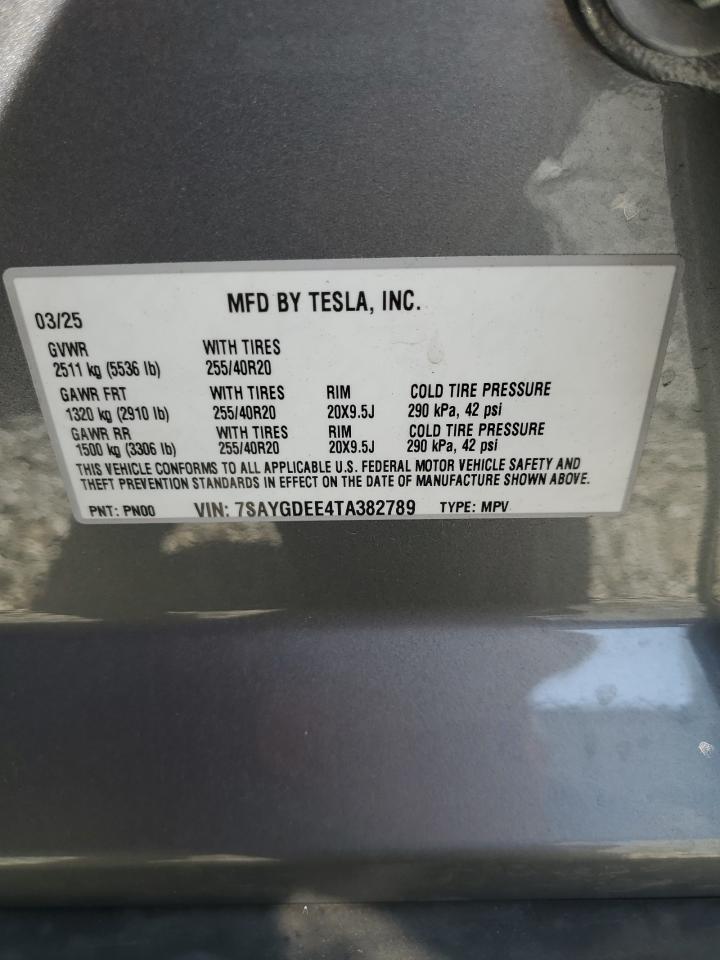 MFD BY TESLA, INC.
03/25
GVWR WITH TIRES
2511 kg (5536 lb) 255/40R20
GAWR FRT WITH TIRES RIM COLD TIRE PRESSURE
1320 kg (2910 lb) 255/40R20 20X9.5J 290 kPa, 42 psi
GAWR RR WITH TIRES RIM COLD TIRE PRESSURE
1500 kg (3306 lb) 255/40R20 20X9.5J 290 kPa, 42 psi
THIS VEHICLE CONFORMS TO ALL APPLICABLE U.S. FEDERAL MOTOR VEHICLE SAFETY AND
THEFT PREVENTION STANDARDS IN EFFECT ON THE DATE OF MANUFACTURE SHOWN ABOVE.
PNT: PN00 VIN: 7SAYGDEE4TA382789 TYPE: MPV